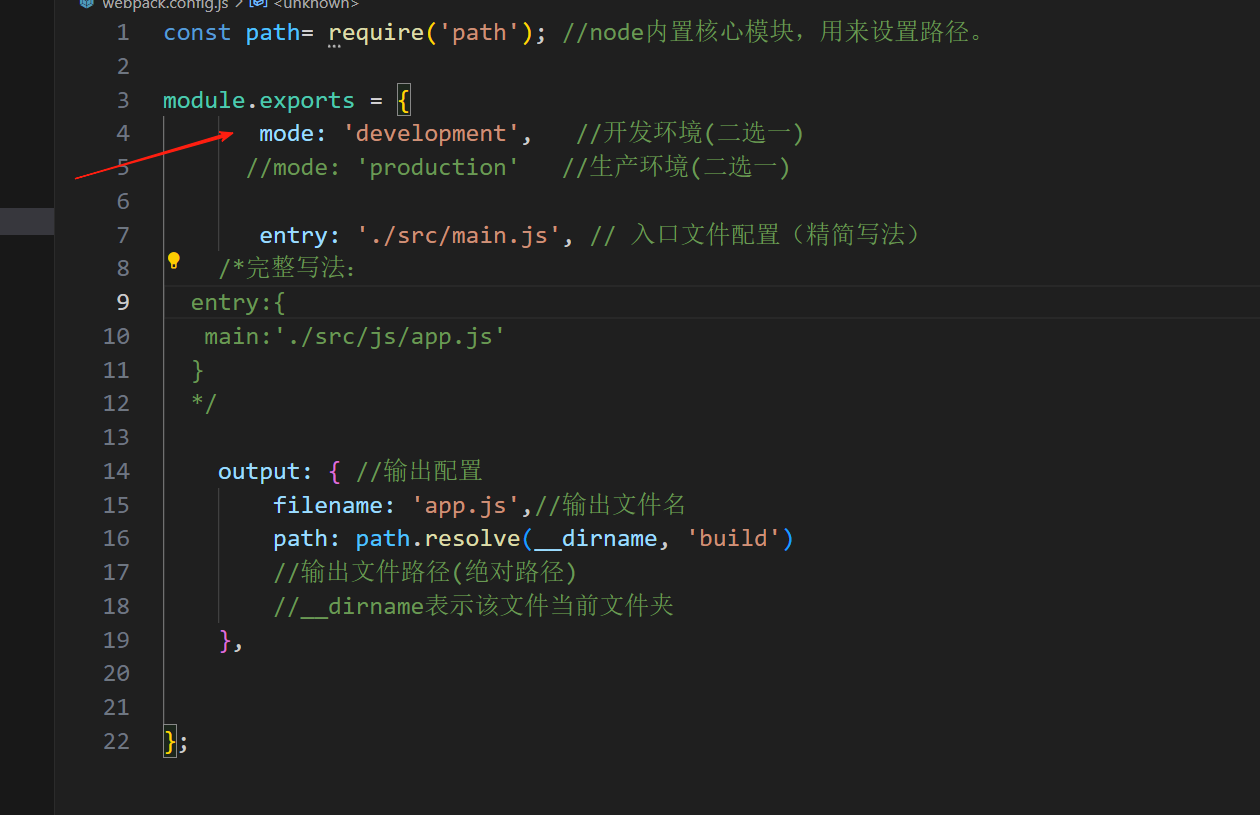 webpack.config.js > <unknown>
1 const path= require('path'); //node内置核心模块，用来设置路径。
2
3 module.exports = {
4 mode: 'development', //开发环境(二选一)
5 //mode: 'production' //生产环境(二选一)
6
7 entry: './src/main.js', // 入口文件配置（精简写法）
8 /*完整写法：
9 entry:{
10 main:'./src/js/app.js'
11 }
12 */
13
14 output: { //输出配置
15 filename: 'app.js',//输出文件名
16 path: path.resolve(__dirname, 'build')
17 //输出文件路径(绝对路径)
18 //__dirname表示该文件当前文件夹
19 },
20
21
22 };